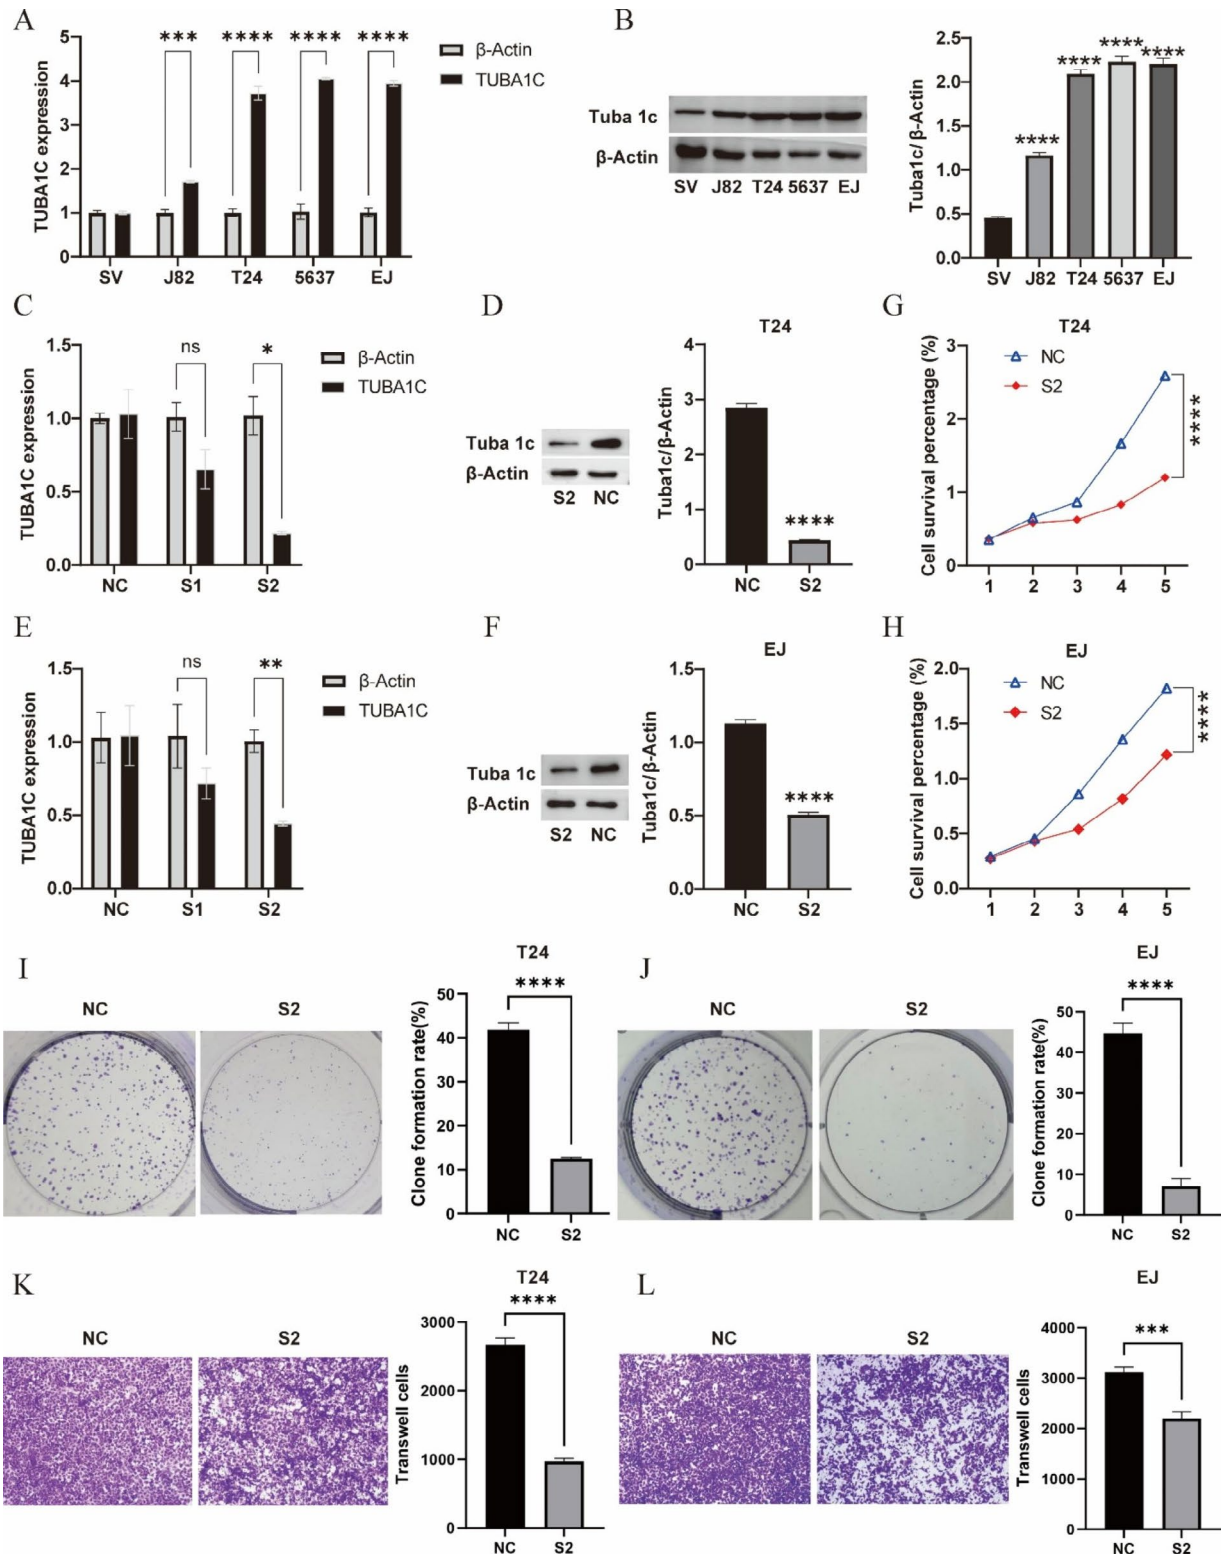 A
TUBA1C expression
5
4
3
2
1
0
*** **** **** ****
SV J82 T24 5637 EJ
β-Actin
TUBA1C
B
Tuba 1c
β-Actin
SV J82 T24 5637 EJ
Tuba1c/β-Actin
2.5
2.0
1.5
1.0
0.5
0.0
**** **** **** ****
SV J82 T24 5637 EJ
C
TUBA1C expression
1.5
1.0
0.5
0.0
ns *
NC S1 S2
β-Actin
TUBA1C
D
T24
Tuba 1c
β-Actin
S2 NC
Tuba1c/β-Actin
4
3
2
1
0
****
NC S2
G
T24
Cell survival percentage (%)
3
2
1
0
NC
S2
****
1 2 3 4 5
E
TUBA1C expression
1.5
1.0
0.5
0.0
ns **
NC S1 S2
β-Actin
TUBA1C
F
EJ
Tuba 1c
β-Actin
S2 NC
Tuba1c/β-Actin
1.5
1.0
0.5
0.0
****
NC S2
H
EJ
Cell survival percentage (%)
2.0
1.5
1.0
0.5
0.0
NC
S2
****
1 2 3 4 5
I
NC S2
T24
Clone formation rate(%)
50
40
30
20
10
0
****
NC S2
J
NC S2
EJ
Clone formation rate(%)
50
40
30
20
10
0
****
NC S2
K
NC S2
T24
Transwell cells
3000
2000
1000
0
****
NC S2
L
NC S2
EJ
Transwell cells
4000
3000
2000
1000
0
***
NC S2